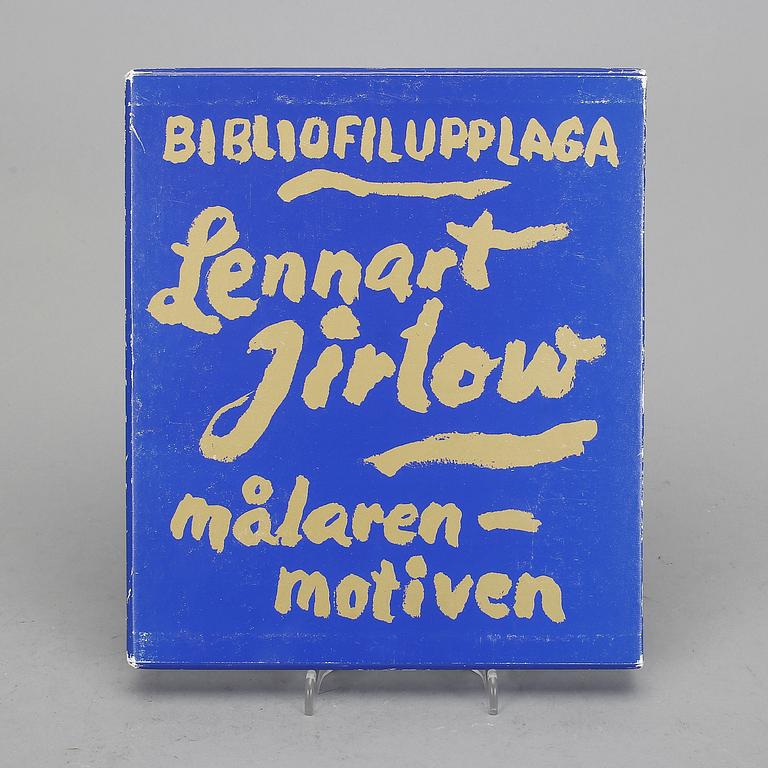 BIBLIOFILUPPLAGA
Lennart
Jirlow
målaren –
motiven